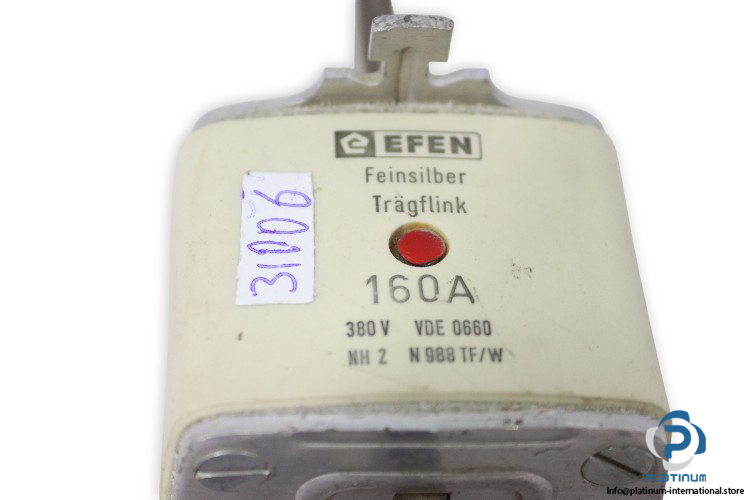 EFEN
Feinsilber
Trägflink
160A
380 V VDE 0660
NH 2 N 988 TF/W
31006
PLATINUM
info@platinum-international.store